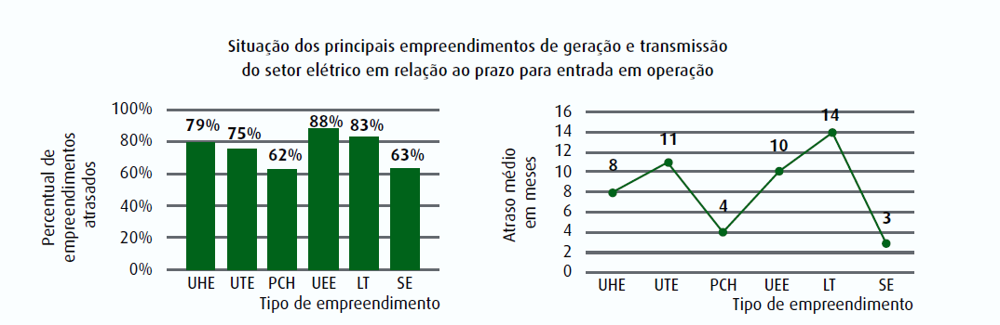 Situação dos principais empreendimentos de geração e transmissão
do setor elétrico em relação ao prazo para entrada em operação
Percentual de
empreendimentos
atrasados
100%
80%
60%
40%
20%
0%
79%
75%
62%
88%
83%
63%
UHE UTE PCH UEE LT SE
Tipo de empreendimento
Atraso médio
em meses
16
14
12
10
8
6
4
2
0
8
11
4
10
14
3
UHE UTE PCH UEE LT SE
Tipo de empreendimento